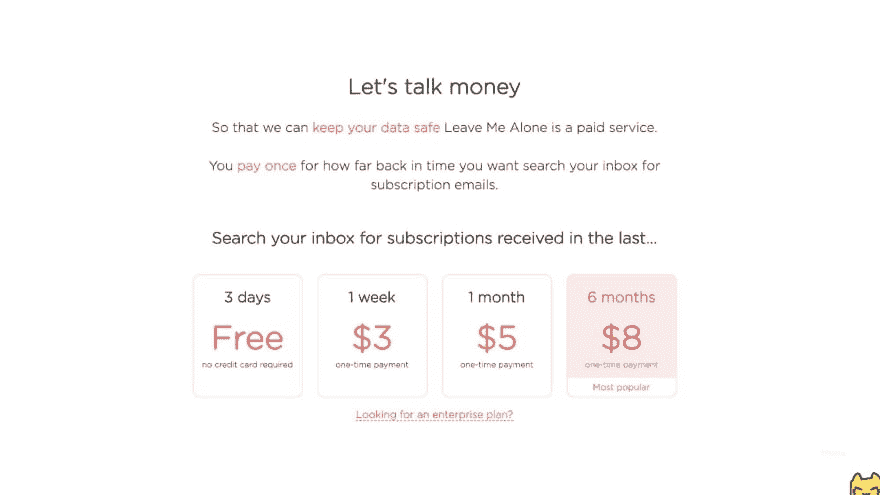 Let's talk money
So that we can keep your data safe Leave Me Alone is a paid service.
You pay once for how far back in time you want search your inbox for
subscription emails.
Search your inbox for subscriptions received in the last...
3 days
Free
no credit card required
1 week
$3
one-time payment
1 month
$5
one-time payment
6 months
$8
one-time payment
Most popular
Looking for an enterprise plan?